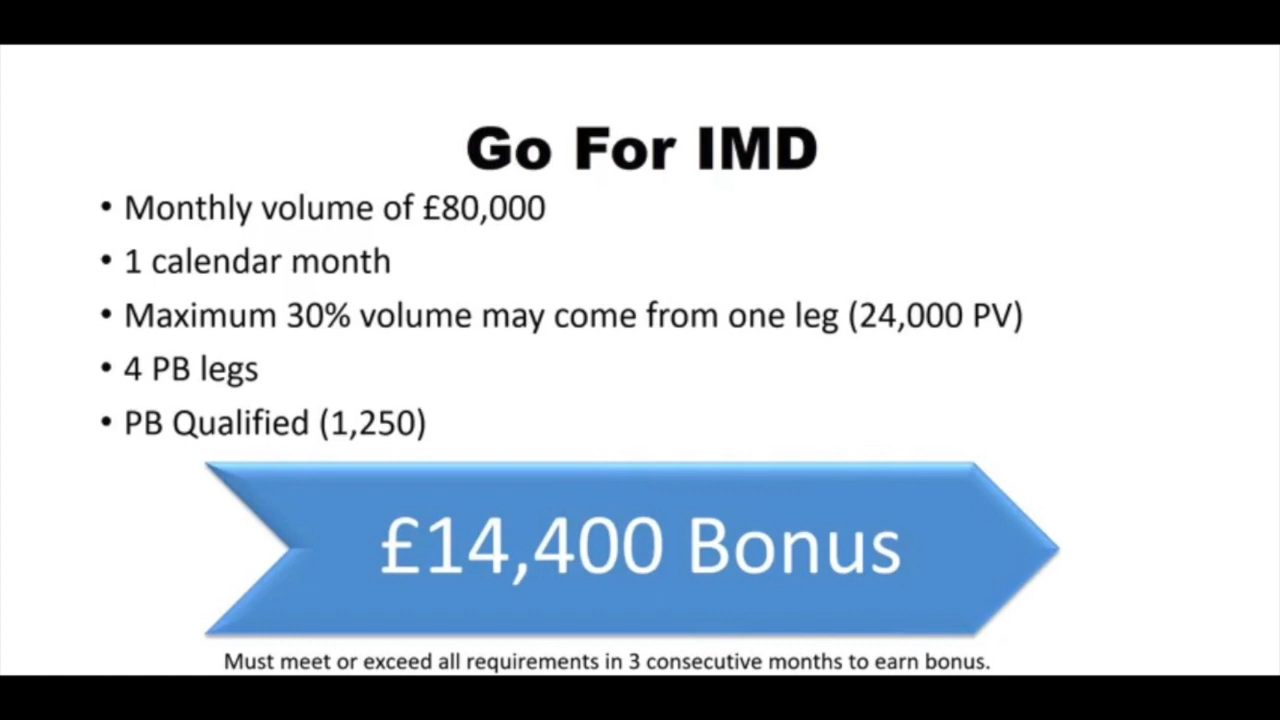 Go For IMD
• Monthly volume of £80,000
• 1 calendar month
• Maximum 30% volume may come from one leg (24,000 PV)
• 4 PB legs
• PB Qualified (1,250)
£14,400 Bonus
Must meet or exceed all requirements in 3 consecutive months to earn bonus.